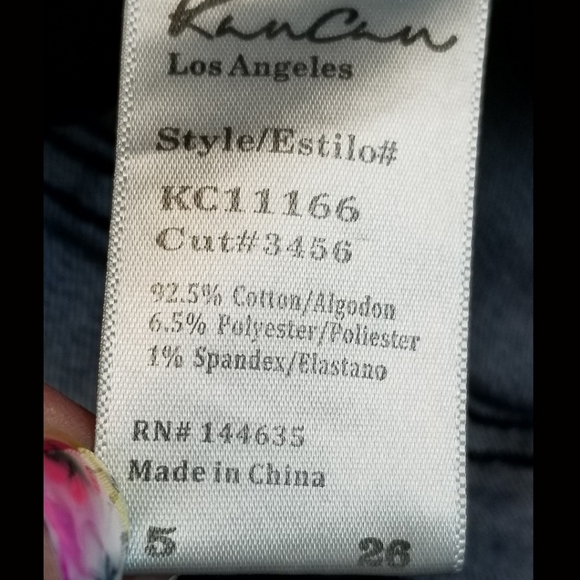 KanCan
Los Angeles
Style/Estilo#
KC11166
Cut#3456
92.5% Cotton/Algodon
6.5% Polyester/Poliester
1% Spandex/Elastano
RN# 144635
Made in China
5 26